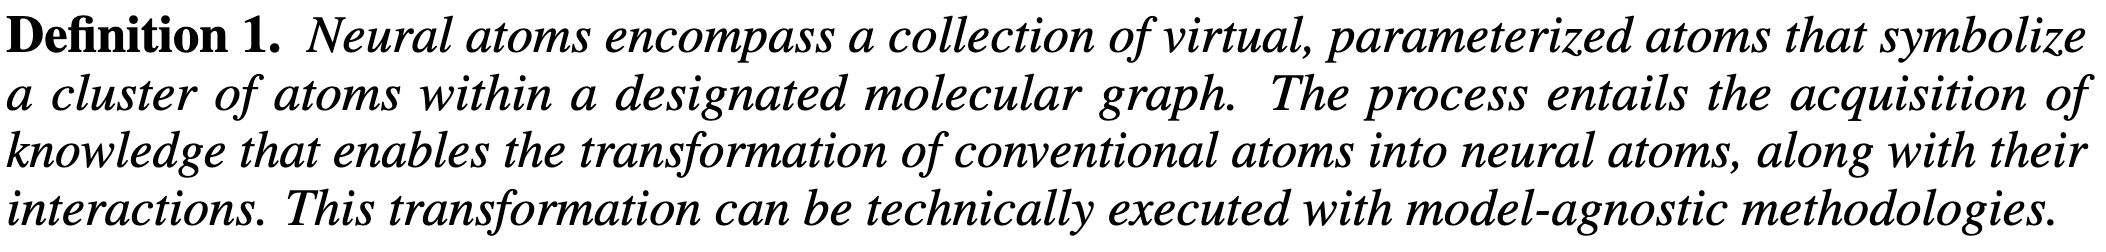 Definition 1. Neural atoms encompass a collection of virtual, parameterized atoms that symbolize
a cluster of atoms within a designated molecular graph. The process entails the acquisition of
knowledge that enables the transformation of conventional atoms into neural atoms, along with their
interactions. This transformation can be technically executed with model-agnostic methodologies.